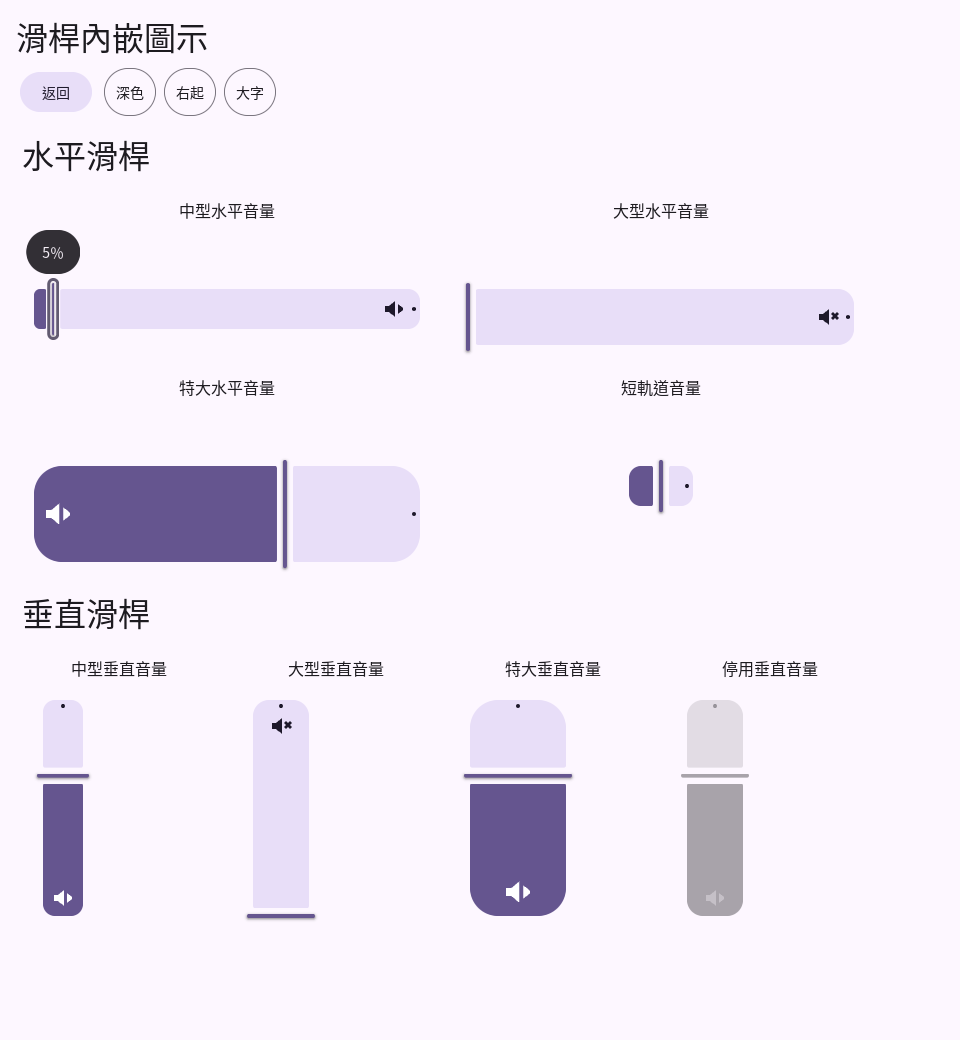 滑桿內嵌圖示
返回 深色 右起 大字
水平滑桿
中型水平音量 大型水平音量
5%
特大水平音量 短軌道音量
垂直滑桿
中型垂直音量 大型垂直音量 特大垂直音量 停用垂直音量